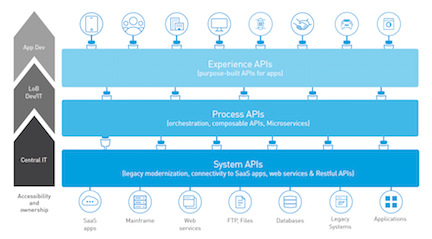 App Dev
LoB
Dev/IT
Central IT
Accessibility
and
ownership
Experience APIs
(purpose-built APIs for apps)
Process APIs
(orchestration, composable APIs, Microservices)
System APIs
(legacy modernization, connectivity to SaaS apps, web services & Restful APIs)
SaaS
apps
Mainframe
Web
services
FTP, Files
Databases
Legacy
Systems
Applications